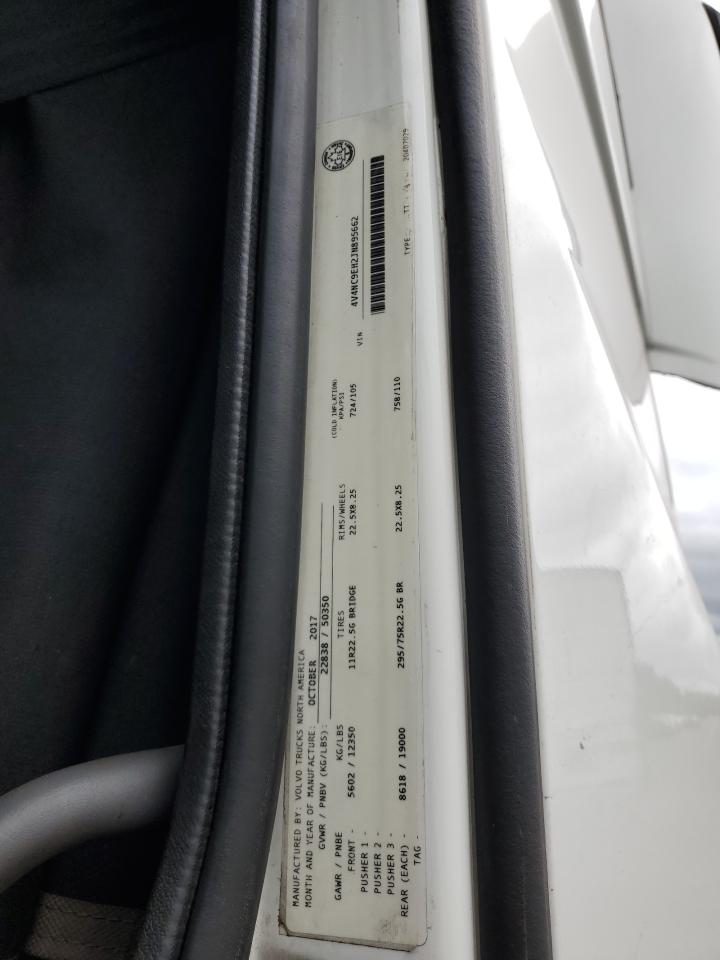 MANUFACTURED BY: VOLVO TRUCKS NORTH AMERICA
MONTH AND YEAR OF MANUFACTURE: OCTOBER 2017
GVWR / PNBV (KG/LBS): 22838 / 50350
GAWR / PNBE KG/LBS TIRES RIMS/WHEELS (COLD INFLATION) KPA/PSI
FRONT - 5602 / 12350 11R22.5G BRIDGE 22.5X8.25 724/105
PUSHER 1 -
PUSHER 2 -
PUSHER 3 -
REAR (EACH) - 8618 / 19000 295/75R22.5G BR 22.5X8.25 758/110
TAG -
VIN 4V4NC9EH2JN895662
TYPE 20407029